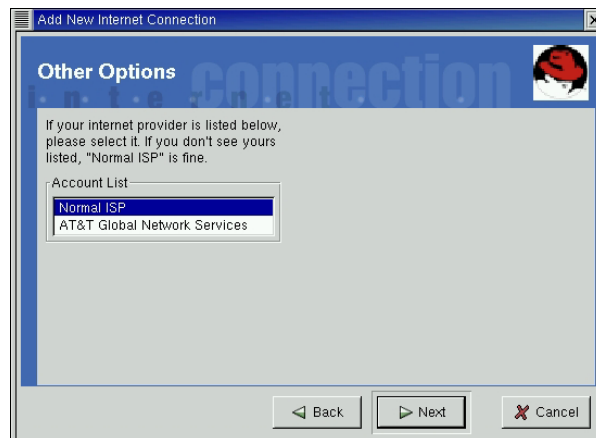 Add New Internet Connection
Other Options
connection
internet
If your internet provider is listed below,
please select it. If you don't see yours
listed, "Normal ISP" is fine.
Account List
Normal ISP
AT&T Global Network Services
Back
Next
Cancel